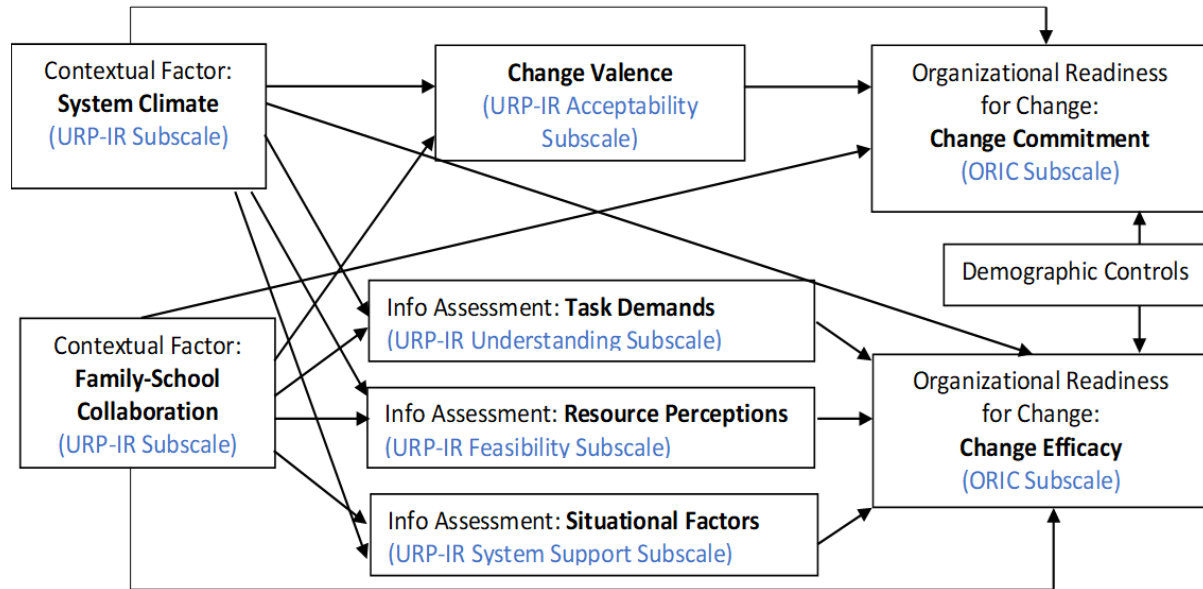 Contextual Factor:
System Climate
(URP-IR Subscale)
Change Valence
(URP-IR Acceptability
Subscale)
Organizational Readiness
for Change:
Change Commitment
(ORIC Subscale)
Demographic Controls
Contextual Factor:
Family-School
Collaboration
(URP-IR Subscale)
Info Assessment: Task Demands
(URP-IR Understanding Subscale)
Info Assessment: Resource Perceptions
(URP-IR Feasibility Subscale)
Info Assessment: Situational Factors
(URP-IR System Support Subscale)
Organizational Readiness
for Change:
Change Efficacy
(ORIC Subscale)